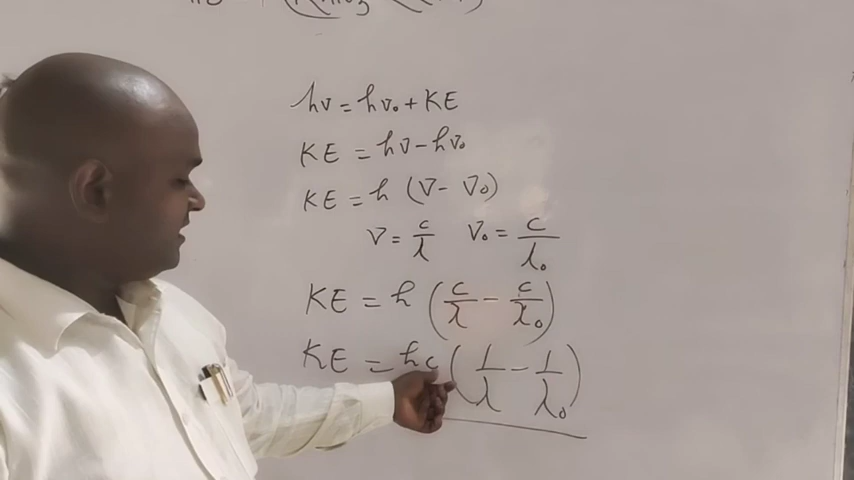 hν = hν₀ + KE
KE = hν - hν₀
KE = h (ν - ν₀)
ν = c/λ ν₀ = c/λ₀
KE = h (c/λ - c/λ₀)
KE = hc (1/λ - 1/λ₀)